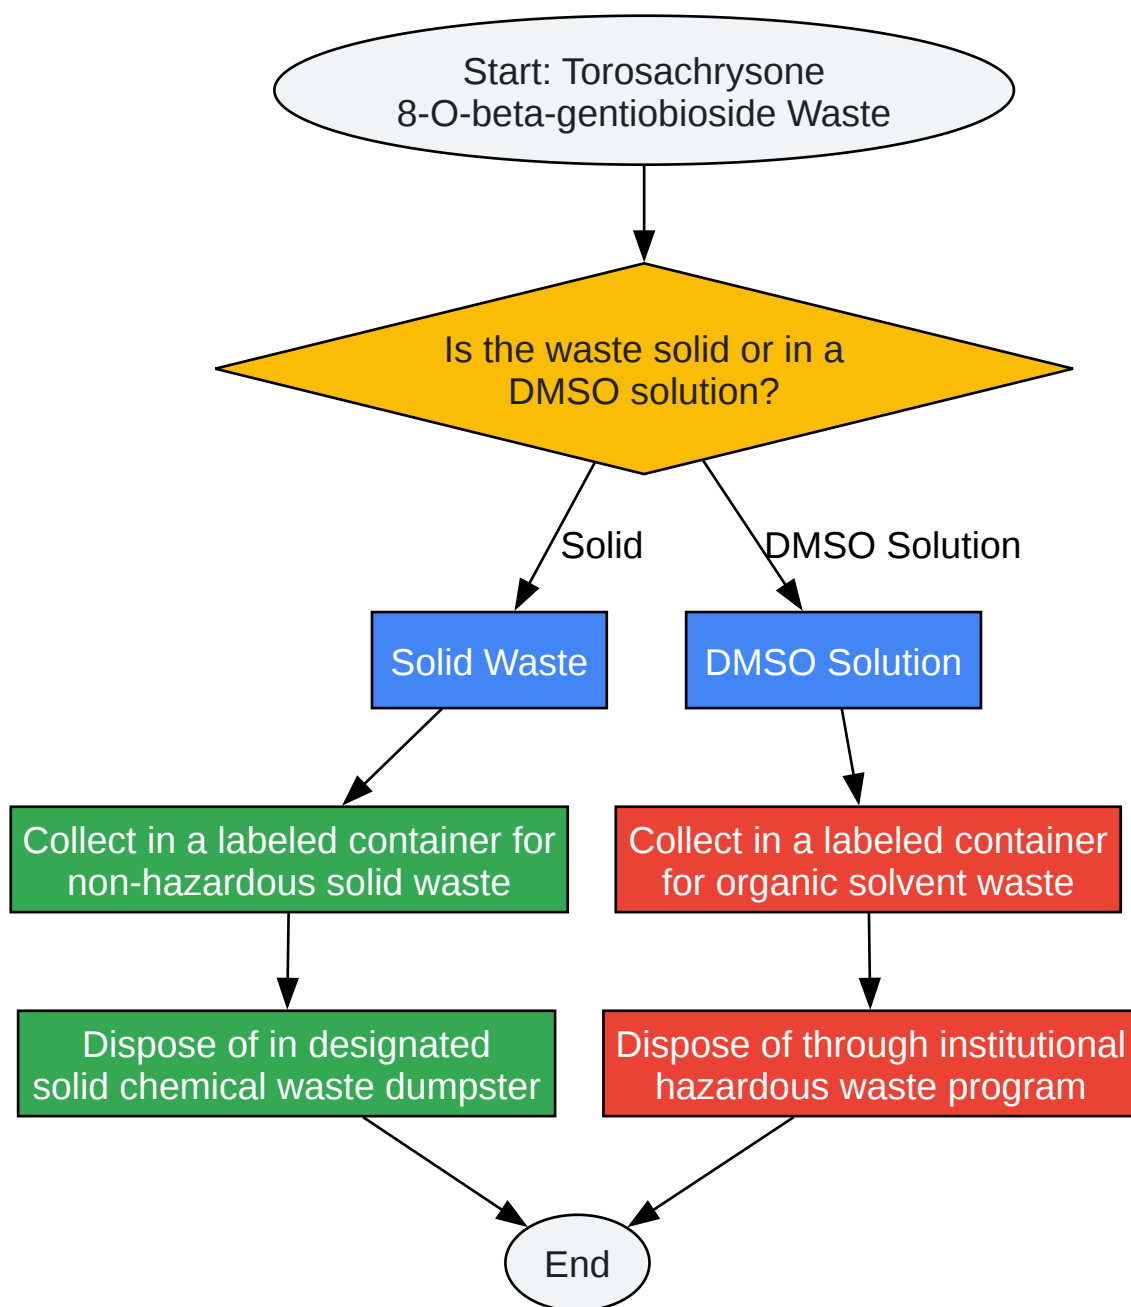 Start: Torosachrysone
8-O-beta-gentiobioside Waste
Is the waste solid or in a
DMSO solution?
Solid
DMSO Solution
Solid Waste
DMSO Solution
Collect in a labeled container for
non-hazardous solid waste
Collect in a labeled container
for organic solvent waste
Dispose of in designated
solid chemical waste dumpster
Dispose of through institutional
hazardous waste program
End